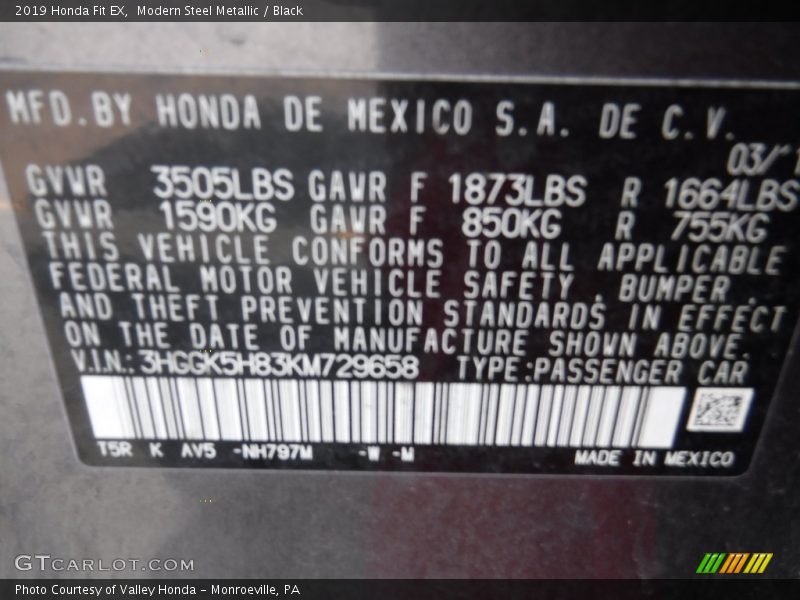 2019 Honda Fit EX,  Modern Steel Metallic / Black
MFD.BY HONDA DE MEXICO S.A. DE C.V.
03/
GVWR 3505LBS GAWR F 1873LBS R 1664LBS
GVWR 1590KG GAWR F 850KG R 755KG
THIS VEHICLE CONFORMS TO ALL APPLICABLE
FEDERAL MOTOR VEHICLE SAFETY , BUMPER ,
AND THEFT PREVENTION STANDARDS IN EFFECT
ON THE DATE OF MANUFACTURE SHOWN ABOVE.
V.I.N.: 3HGGK5H83KM729658 TYPE:PASSENGER CAR
T5R K AV5 -NH797M -W -M MADE IN MEXICO
GTCARLOT.COM
Photo Courtesy of Valley Honda - Monroeville, PA